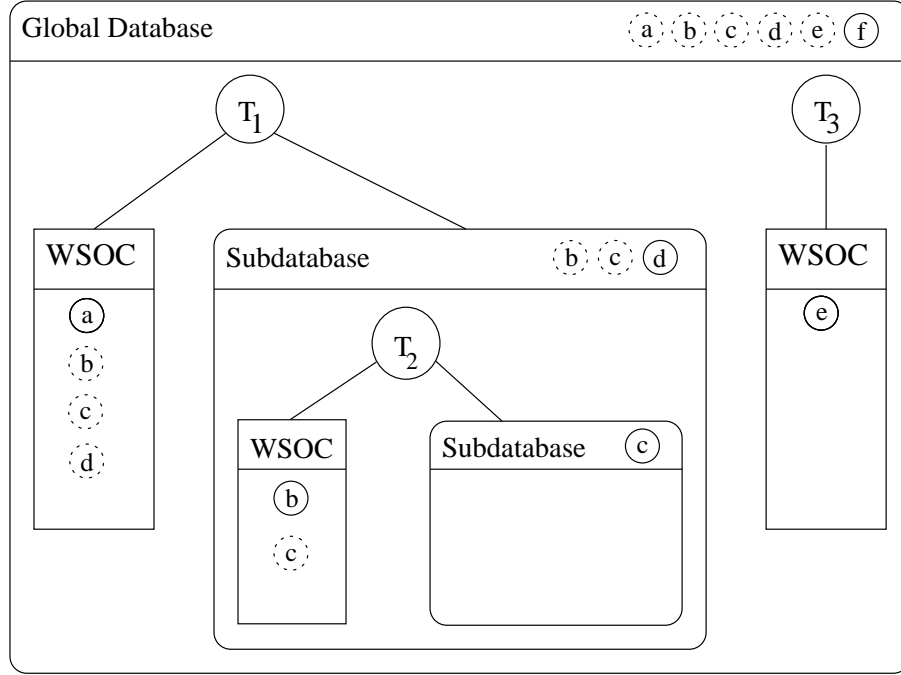 Global Database a b c d e f
T1 T3
WSOC Subdatabase b c d WSOC
a e
T2
b
c
WSOC Subdatabase c
d
b
c